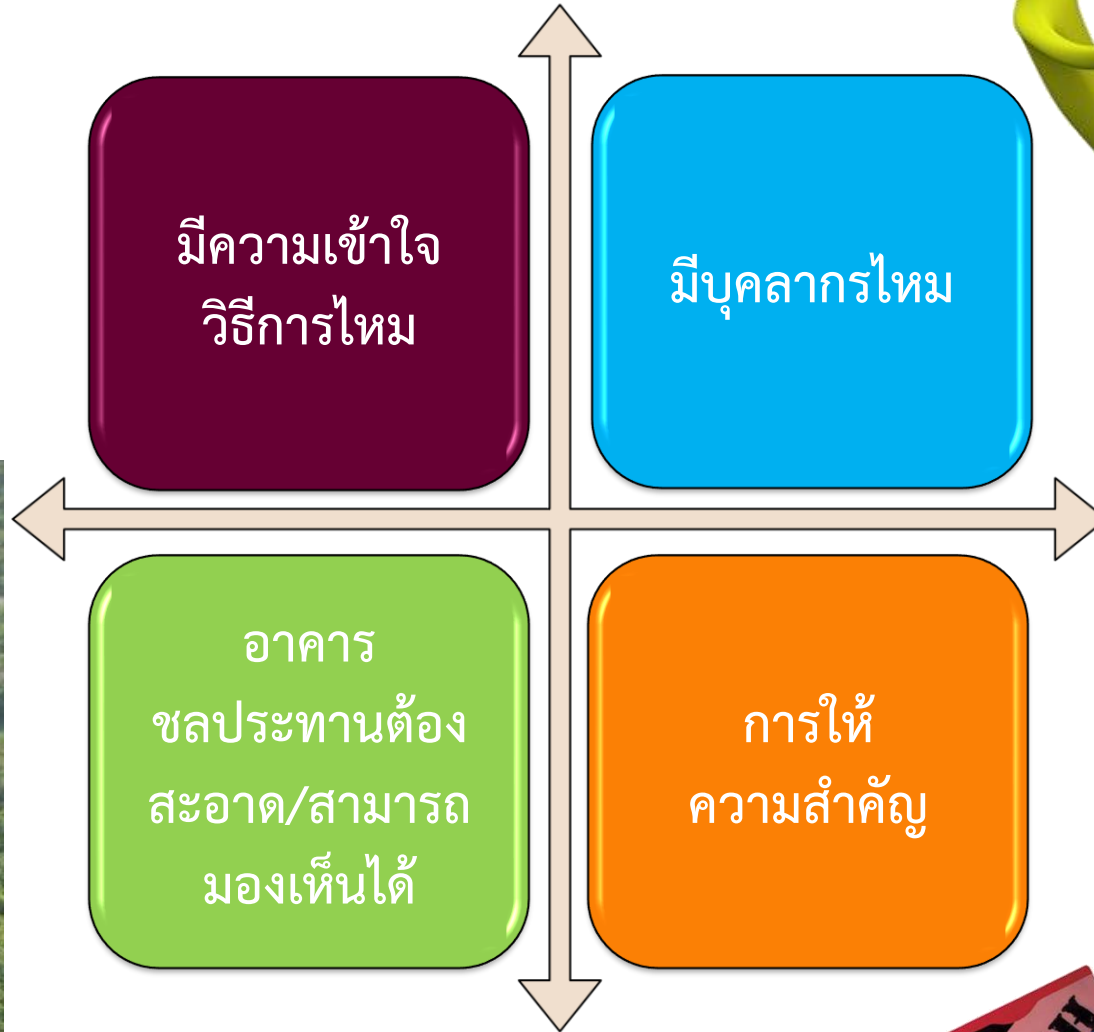 มีความเข้าใจ
วิธีการไหม
มีบุคลากรไหม
อาคาร
ชลประทานต้อง
สะอาด/สามารถ
มองเห็นได้
การให้
ความสำคัญ